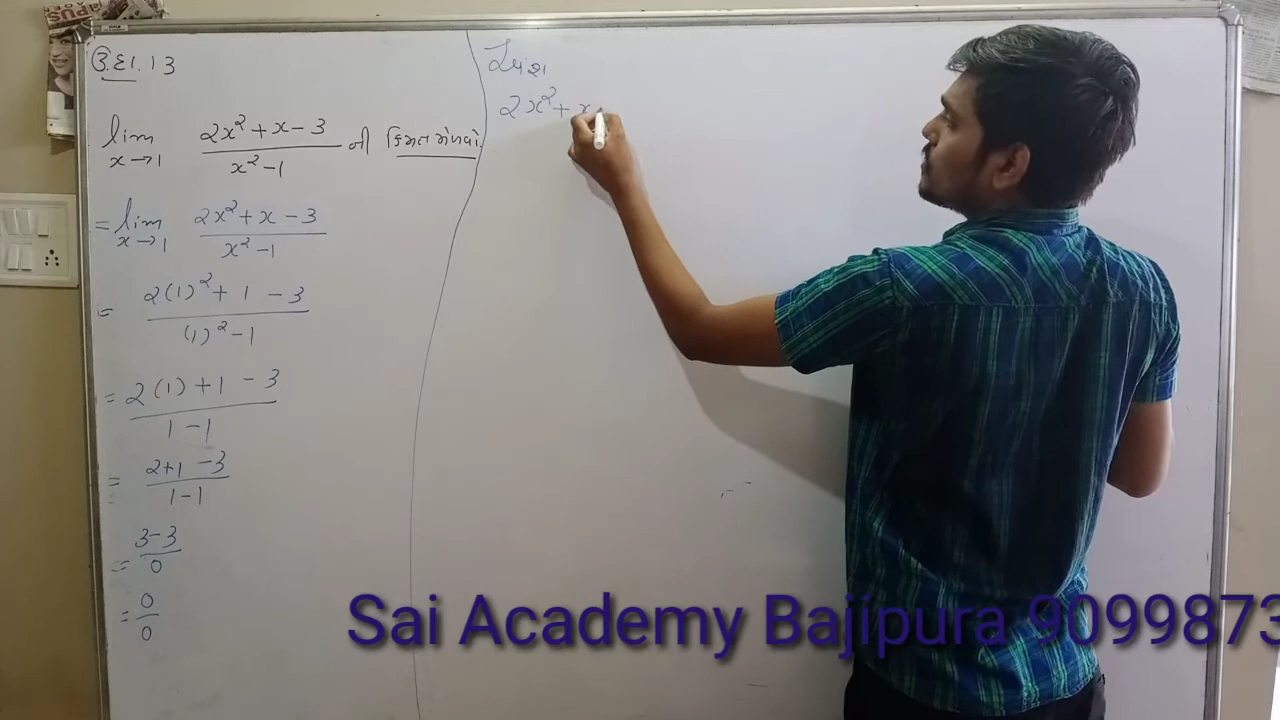 ઉ.દા. 13
lim x→1 2x² + x - 3 / x² - 1 ની કિંમત મેળવો.
= lim x→1 2x² + x - 3 / x² - 1
= 2(1)² + 1 - 3 / (1)² - 1
= 2(1) + 1 - 3 / 1 - 1
= 2+1 - 3 / 1 - 1
= 3 - 3 / 0
= 0 / 0
અંશ
2x² + x
Sai Academy Bajipura 9099873